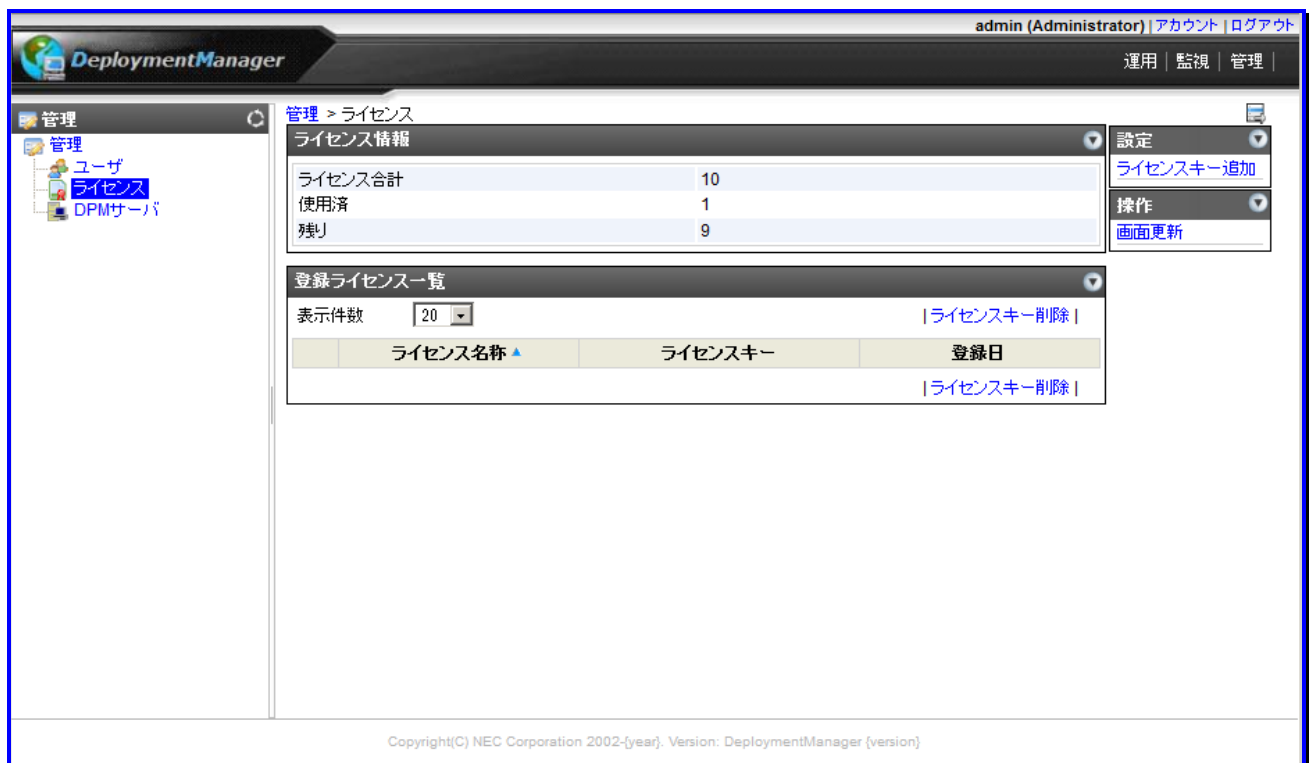 admin (Administrator) | アカウント | ログアウト
DeploymentManager
運用 | 監視 | 管理 |
管理
管理
ユーザ
ライセンス
DPMサーバ
管理 > ライセンス
ライセンス情報
ライセンス合計 10
使用済 1
残り 9
設定
ライセンスキー追加
操作
画面更新
登録ライセンス一覧
表示件数 20 | ライセンスキー削除 |
ライセンス名称▲ ライセンスキー 登録日
| ライセンスキー削除 |
Copyright(C) NEC Corporation 2002-{year}. Version: DeploymentManager {version}